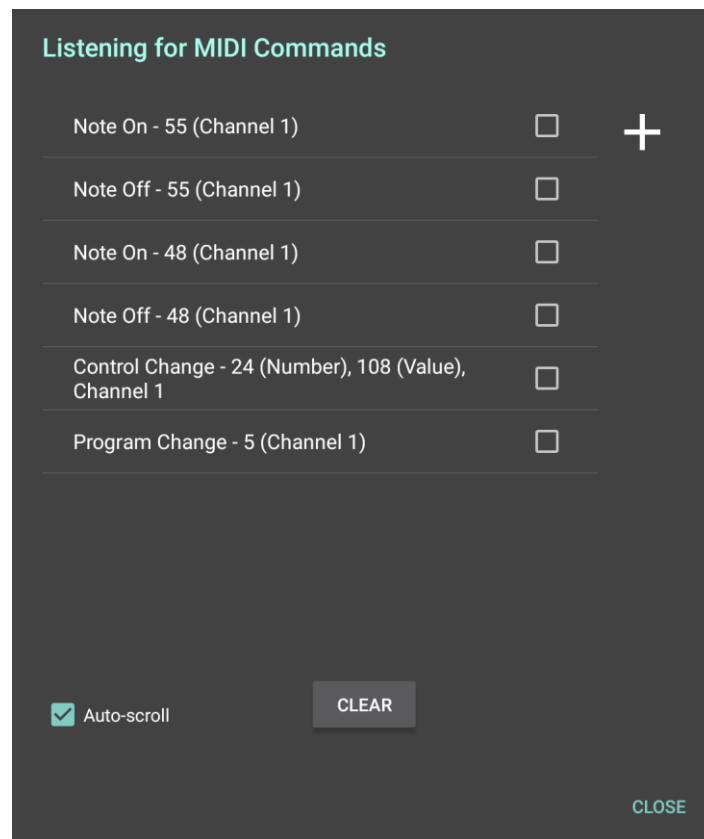 Listening for MIDI Commands
Note On - 55 (Channel 1)
Note Off - 55 (Channel 1)
Note On - 48 (Channel 1)
Note Off - 48 (Channel 1)
Control Change - 24 (Number), 108 (Value),
Channel 1
Program Change - 5 (Channel 1)
Auto-scroll
CLEAR
CLOSE